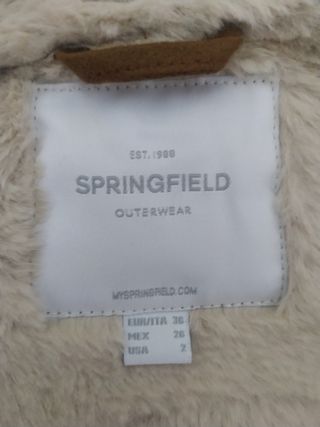 EST. 1988
SPRINGFIELD
OUTERWEAR
MYSPRINGFIELD.COM
EUR/ITA 36
MEX 26
USA 2